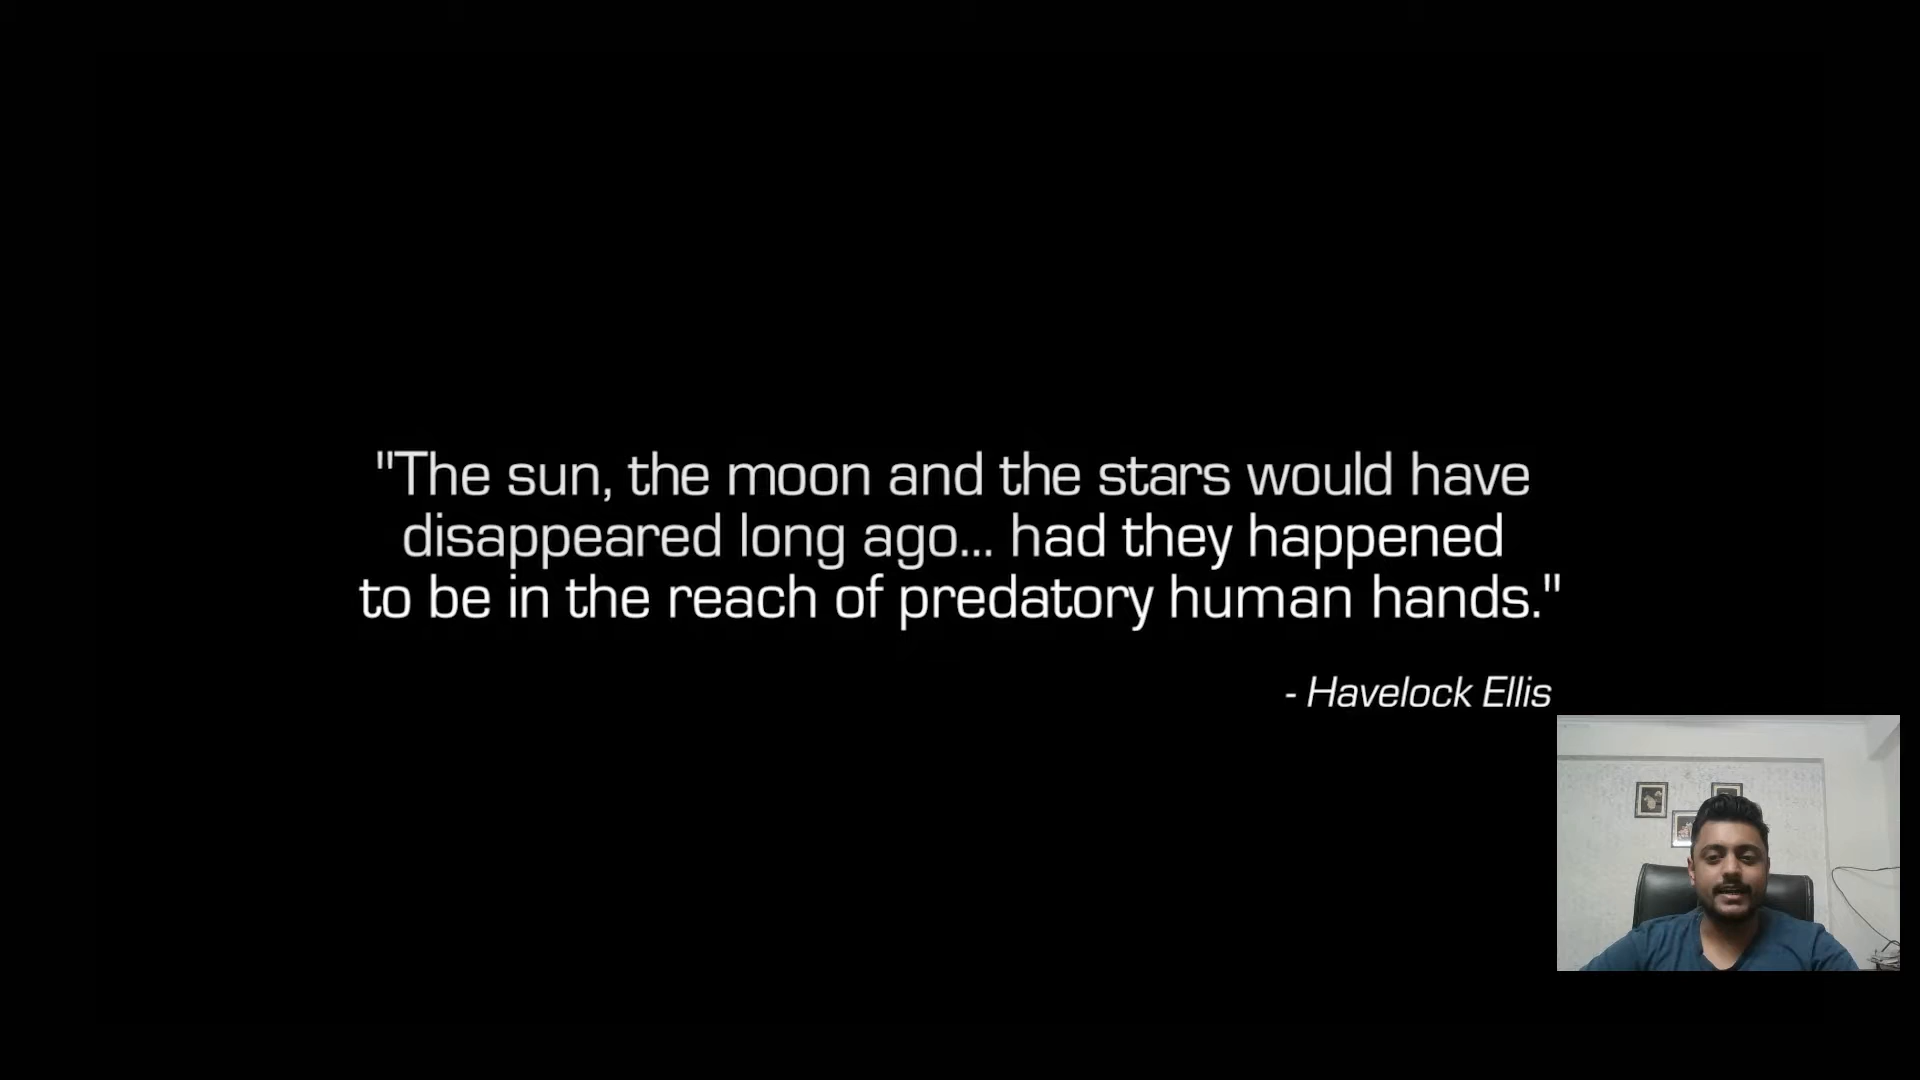 "The sun, the moon and the stars would have
disappeared long ago... had they happened
to be in the reach of predatory human hands."
- Havelock Ellis